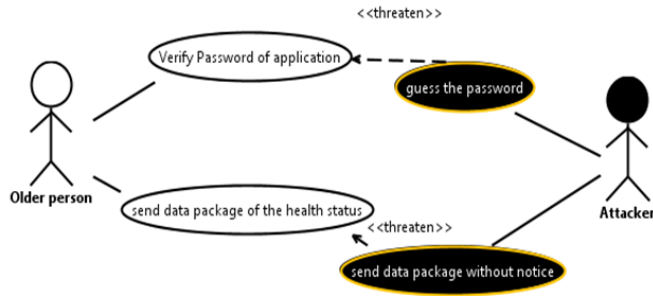 <<threaten>>
Verify Password of application
guess the password
Older person
Attacker
send data package of the health status
<<threaten>>
send data package without notice